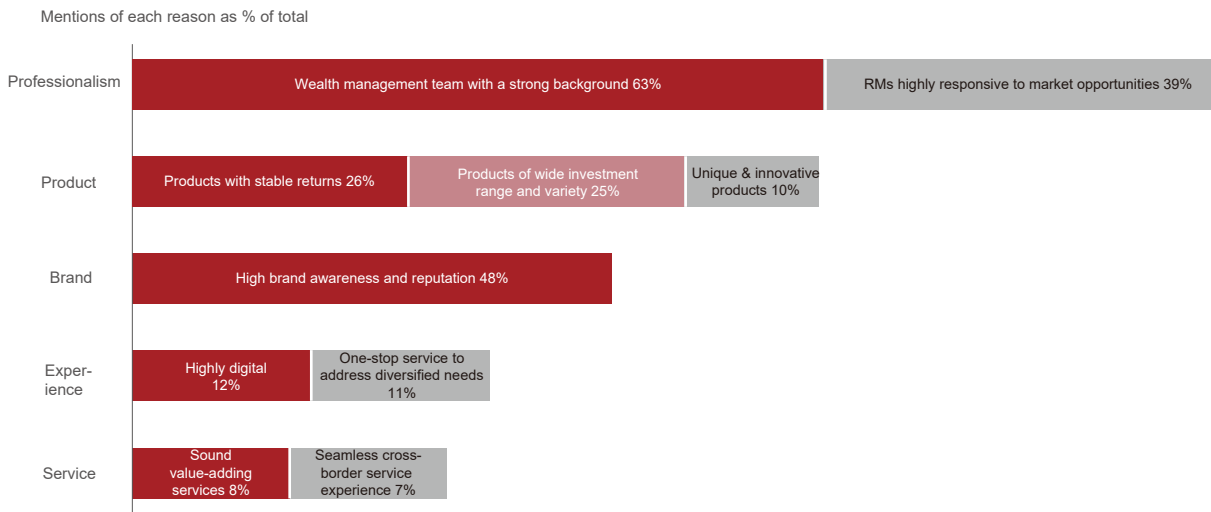 Mentions of each reason as % of total
Professionalism
Wealth management team with a strong background 63%
RMs highly responsive to market opportunities 39%
Product
Products with stable returns 26%
Products of wide investment
range and variety 25%
Unique & innovative
products 10%
Brand
High brand awareness and reputation 48%
Exper-
ience
Highly digital
12%
One-stop service to
address diversified needs
11%
Service
Sound
value-adding
services 8%
Seamless cross-
border service
experience 7%